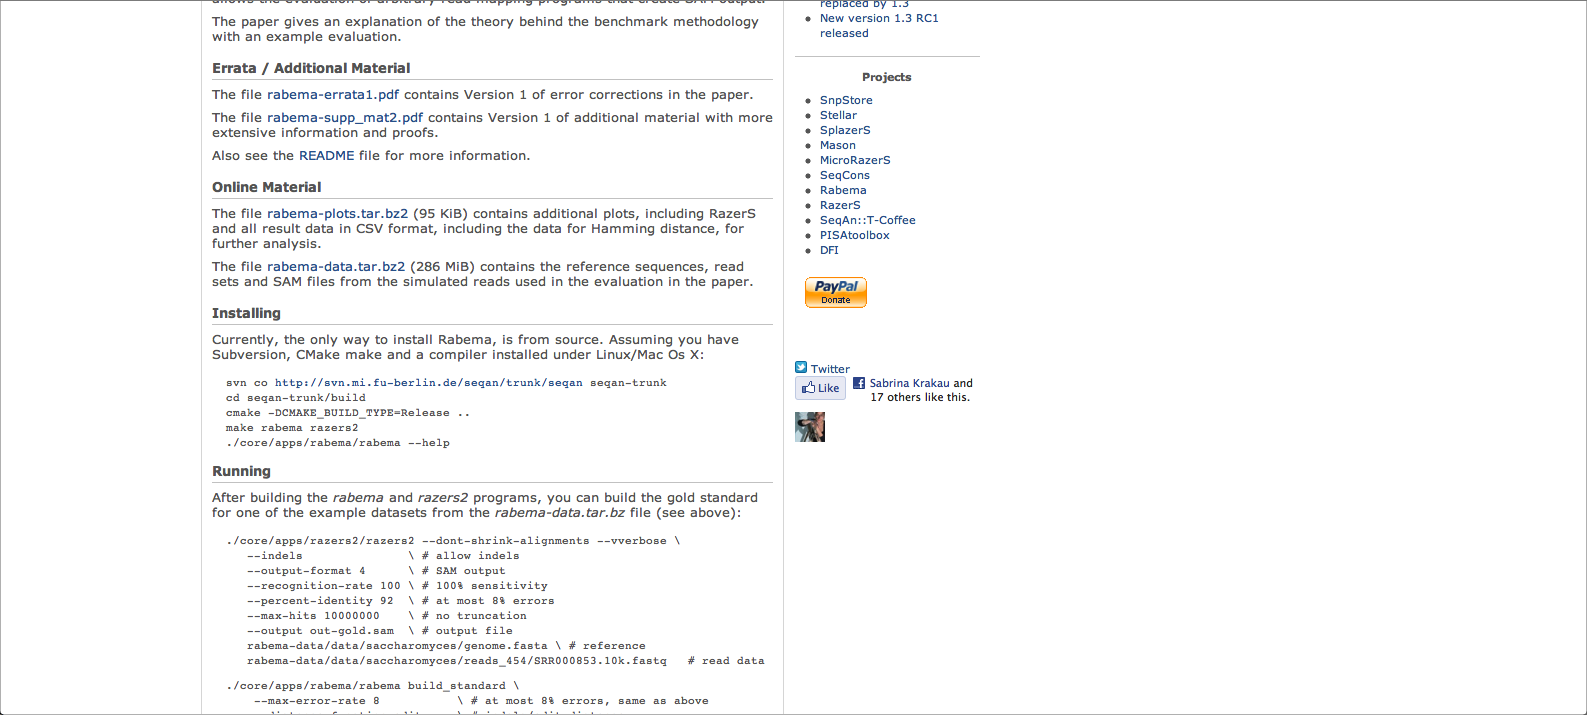 allows the evaluation of arbitrary read mapping programs that create SAM output.
The paper gives an explanation of the theory behind the benchmark methodology
with an example evaluation.
Errata / Additional Material
The file rabema-errata1.pdf contains Version 1 of error corrections in the paper.
The file rabema-supp_mat2.pdf contains Version 1 of additional material with more
extensive information and proofs.
Also see the README file for more information.
Online Material
The file rabema-plots.tar.bz2 (95 KiB) contains additional plots, including RazerS
and all result data in CSV format, including the data for Hamming distance, for
further analysis.
The file rabema-data.tar.bz2 (286 MiB) contains the reference sequences, read
sets and SAM files from the simulated reads used in the evaluation in the paper.
Installing
Currently, the only way to install Rabema, is from source. Assuming you have
Subversion, CMake make and a compiler installed under Linux/Mac Os X:
svn co http://svn.mi.fu-berlin.de/seqan/trunk/seqan seqan-trunk
cd seqan-trunk/build
cmake -DCMAKE_BUILD_TYPE=Release ..
make rabema razers2
./core/apps/rabema/rabema --help
Running
After building the rabema and razers2 programs, you can build the gold standard
for one of the example datasets from the rabema-data.tar.bz file (see above):
./core/apps/razers2/razers2 --dont-shrink-alignments --vverbose \
--indels \ # allow indels
--output-format 4 \ # SAM output
--recognition-rate 100 \ # 100% sensitivity
--percent-identity 92 \ # at most 8% errors
--max-hits 10000000 \ # no truncation
--output out-gold.sam \ # output file
rabema-data/data/saccharomyces/genome.fasta \ # reference
rabema-data/data/saccharomyces/reads_454/SRR000853.10k.fastq # read data
./core/apps/rabema/rabema build_standard \
--max-error-rate 8 \ # at most 8% errors, same as above
replaced by 1.3
New version 1.3 RC1
released
Projects
SnpStore
Stellar
SplazerS
Mason
MicroRazerS
SeqCons
Rabema
RazerS
SeqAn::T-Coffee
PISAtoolbox
DFI
PayPal
Donate
Twitter
Like
Sabrina Krakau and
17 others like this.